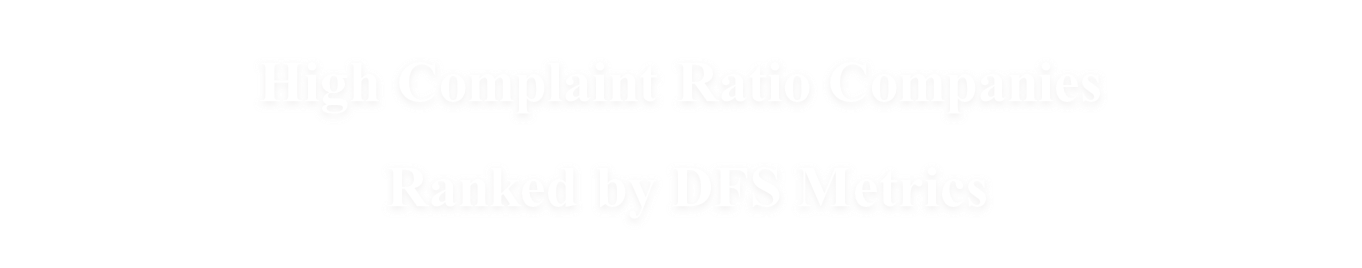 High Complaint Ratio Companies
Ranked by DFS Metrics